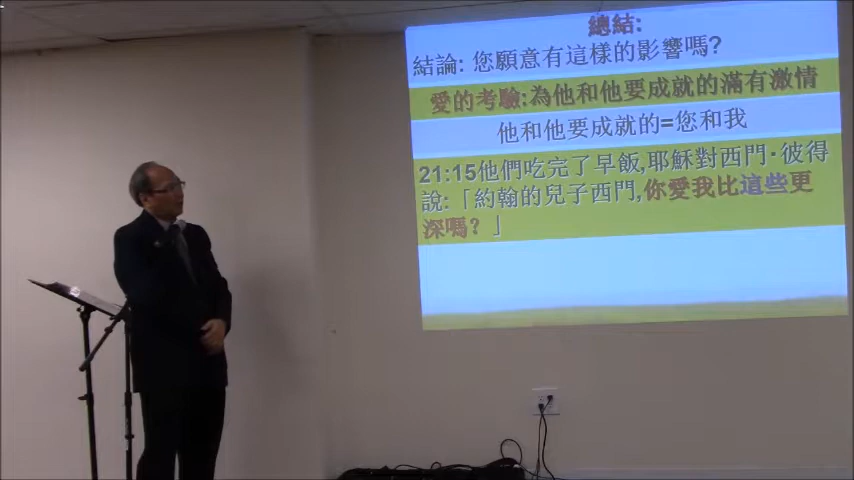 總結:
結論: 您願意有這樣的影響嗎?
愛的考驗:為他和他要成就的滿有激情
他和他要成就的=您和我
21:15他們吃完了早飯,耶穌對西門·彼得
說:「約翰的兒子西門,你愛我比這些更
深嗎？」